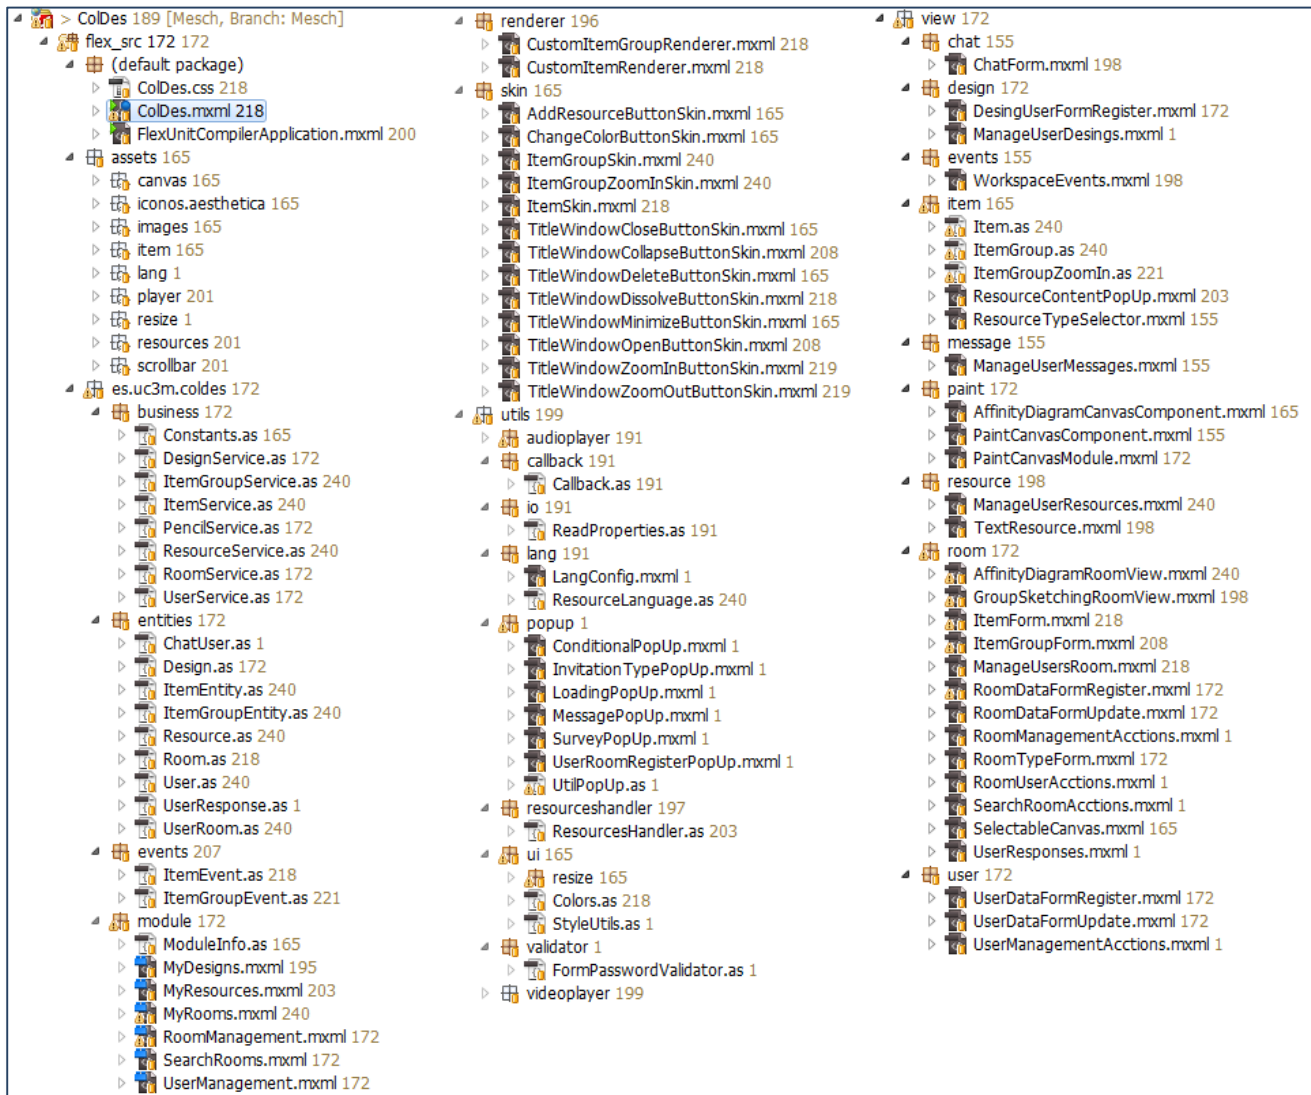 > ColDes 189 [Mesch, Branch: Mesch]
flex_src 172 172
(default package)
ColDes.css 218
ColDes.mxml 218
FlexUnitCompilerApplication.mxml 200
assets 165
canvas 165
iconos.aesthetica 165
images 165
item 165
lang 1
player 201
resize 1
resources 201
scrollbar 201
es.uc3m.coldes 172
business 172
Constants.as 165
DesignService.as 172
ItemGroupService.as 240
ItemService.as 240
PencilService.as 172
ResourceService.as 240
RoomService.as 172
UserService.as 172
entities 172
ChatUser.as 1
Design.as 172
ItemEntity.as 240
ItemGroupEntity.as 240
Resource.as 240
Room.as 218
User.as 240
UserResponse.as 1
UserRoom.as 240
events 207
ItemEvent.as 218
ItemGroupEvent.as 221
module 172
ModuleInfo.as 165
MyDesigns.mxml 195
MyResources.mxml 203
MyRooms.mxml 240
RoomManagement.mxml 172
SearchRooms.mxml 172
UserManagement.mxml 172
renderer 196
CustomItemGroupRenderer.mxml 218
CustomItemRenderer.mxml 218
skin 165
AddResourceButtonSkin.mxml 165
ChangeColorButtonSkin.mxml 165
ItemGroupSkin.mxml 240
ItemGroupZoomInSkin.mxml 240
ItemSkin.mxml 218
TitleWindowCloseButtonSkin.mxml 165
TitleWindowCollapseButtonSkin.mxml 208
TitleWindowDeleteButtonSkin.mxml 165
TitleWindowDissolveButtonSkin.mxml 218
TitleWindowMinimizeButtonSkin.mxml 165
TitleWindowOpenButtonSkin.mxml 208
TitleWindowZoomInButtonSkin.mxml 219
TitleWindowZoomOutButtonSkin.mxml 219
utils 199
audioplayer 191
callback 191
Callback.as 191
io 191
ReadProperties.as 191
lang 191
LangConfig.mxml 1
ResourceLanguage.as 240
popup 1
ConditionalPopUp.mxml 1
InvitationTypePopUp.mxml 1
LoadingPopUp.mxml 1
MessagePopUp.mxml 1
SurveyPopUp.mxml 1
UserRoomRegisterPopUp.mxml 1
UtilPopUp.as 1
resourceshandler 197
ResourcesHandler.as 203
ui 165
resize 165
Colors.as 218
StyleUtils.as 1
validator 1
FormPasswordValidator.as 1
videoplayer 199
view 172
chat 155
ChatForm.mxml 198
design 172
DesingUserFormRegister.mxml 172
ManageUserDesings.mxml 1
events 155
WorkspaceEvents.mxml 198
item 165
Item.as 240
ItemGroup.as 240
ItemGroupZoomIn.as 221
ResourceContentPopUp.mxml 203
ResourceTypeSelector.mxml 155
message 155
ManageUserMessages.mxml 155
paint 172
AffinityDiagramCanvasComponent.mxml 165
PaintCanvasComponent.mxml 155
PaintCanvasModule.mxml 172
resource 198
ManageUserResources.mxml 240
TextResource.mxml 198
room 172
AffinityDiagramRoomView.mxml 240
GroupSketchingRoomView.mxml 198
ItemForm.mxml 218
ItemGroupForm.mxml 208
ManageUsersRoom.mxml 218
RoomDataFormRegister.mxml 172
RoomDataFormUpdate.mxml 172
RoomManagementAcctions.mxml 1
RoomTypeForm.mxml 172
RoomUserAcctions.mxml 1
SearchRoomAcctions.mxml 1
SelectableCanvas.mxml 165
UserResponses.mxml 1
user 172
UserDataFormRegister.mxml 172
UserDataFormUpdate.mxml 172
UserManagementAcctions.mxml 1